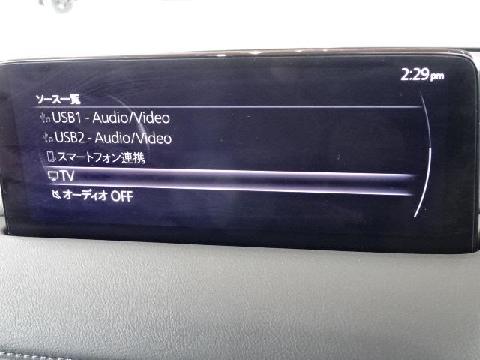 2:29pm
ソース一覧
USB1 - Audio/Video
USB2 - Audio/Video
スマートフォン連携
TV
オーディオ OFF